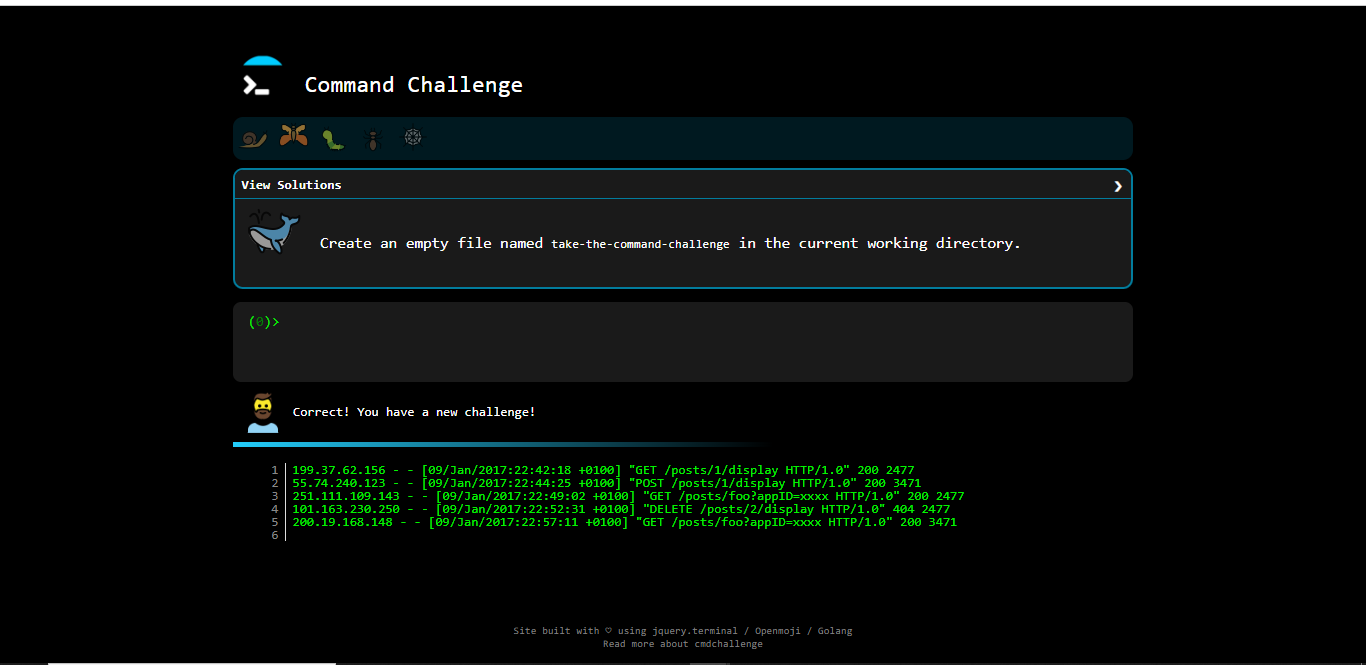 Command Challenge
View Solutions
Create an empty file named take-the-command-challenge in the current working directory.
(0)>
Correct! You have a new challenge!
1 199.37.62.156 - - [09/Jan/2017:22:42:18 +0100] "GET /posts/1/display HTTP/1.0" 200 2477
2 55.74.240.123 - - [09/Jan/2017:22:44:25 +0100] "POST /posts/1/display HTTP/1.0" 200 3471
3 251.111.109.143 - - [09/Jan/2017:22:49:02 +0100] "GET /posts/foo?appID=xxxx HTTP/1.0" 200 2477
4 101.163.230.250 - - [09/Jan/2017:22:52:31 +0100] "DELETE /posts/2/display HTTP/1.0" 404 2477
5 200.19.168.148 - - [09/Jan/2017:22:57:11 +0100] "GET /posts/foo?appID=xxxx HTTP/1.0" 200 3471
6
Site built with ♡ using jquery.terminal / Openmoji / Golang
Read more about cmdchallenge